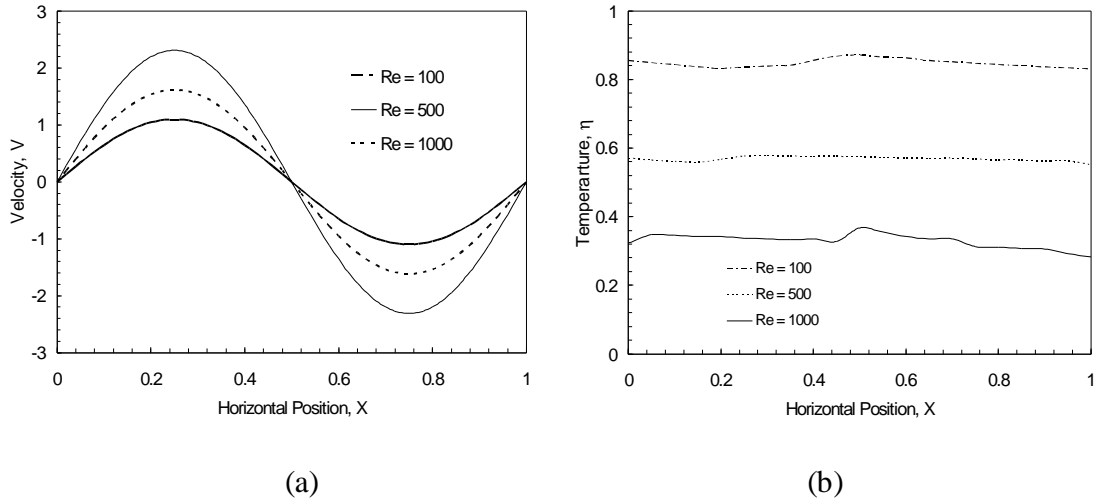 3
2
1
0
-1
-2
-3
Velocity, V
Re = 100
Re = 500
Re = 1000
0 0.2 0.4 0.6 0.8 1
Horizontal Position, X
(a)
1
0.8
0.6
0.4
0.2
0
Temperarture, η
Re = 100
Re = 500
Re = 1000
0 0.2 0.4 0.6 0.8 1
Horizontal Position, X
(b)